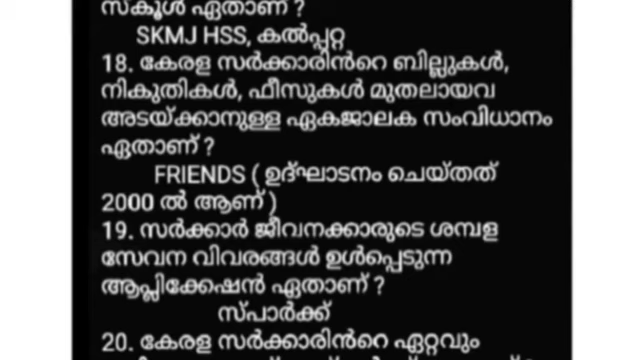 സ്കൂൾ ഏതാണ് ?
SKMJ HSS, കൽപ്പറ്റ
18. കേരള സർക്കാരിൻറെ ബില്ലുകൾ,
നികുതികൾ, ഫീസുകൾ മുതലായവ
അടയ്ക്കാനുള്ള ഏകജാലക സംവിധാനം
ഏതാണ് ?
FRIENDS ( ഉദ്ഘാടനം ചെയ്തത്
2000 ൽ ആണ് )
19. സർക്കാർ ജീവനക്കാരുടെ ശമ്പള
സേവന വിവരങ്ങൾ ഉൾപ്പെടുന്ന
ആപ്ലിക്കേഷൻ ഏതാണ് ?
സ്പാർക്ക്
20. കേരള സർക്കാരിൻറെ ഏറ്റവും